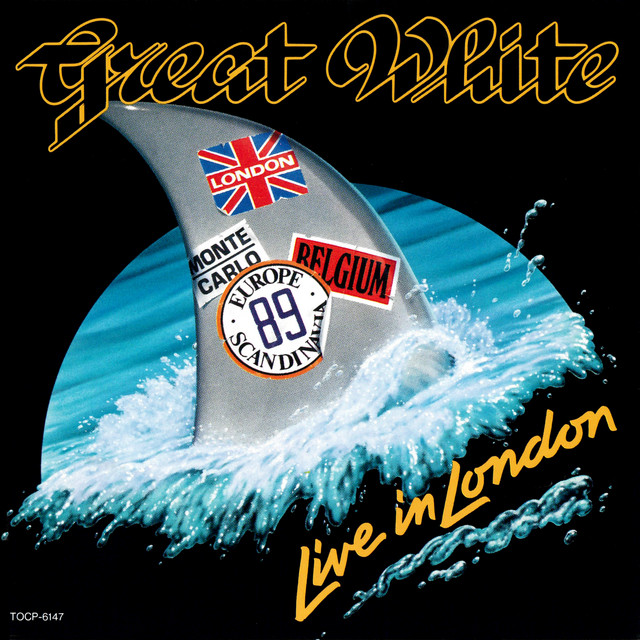 Great White
LONDON
MONTE
CARLO
BELGIUM
• EUROPE •
89
SCANDINAVIA
Live in London
TOCP-6147